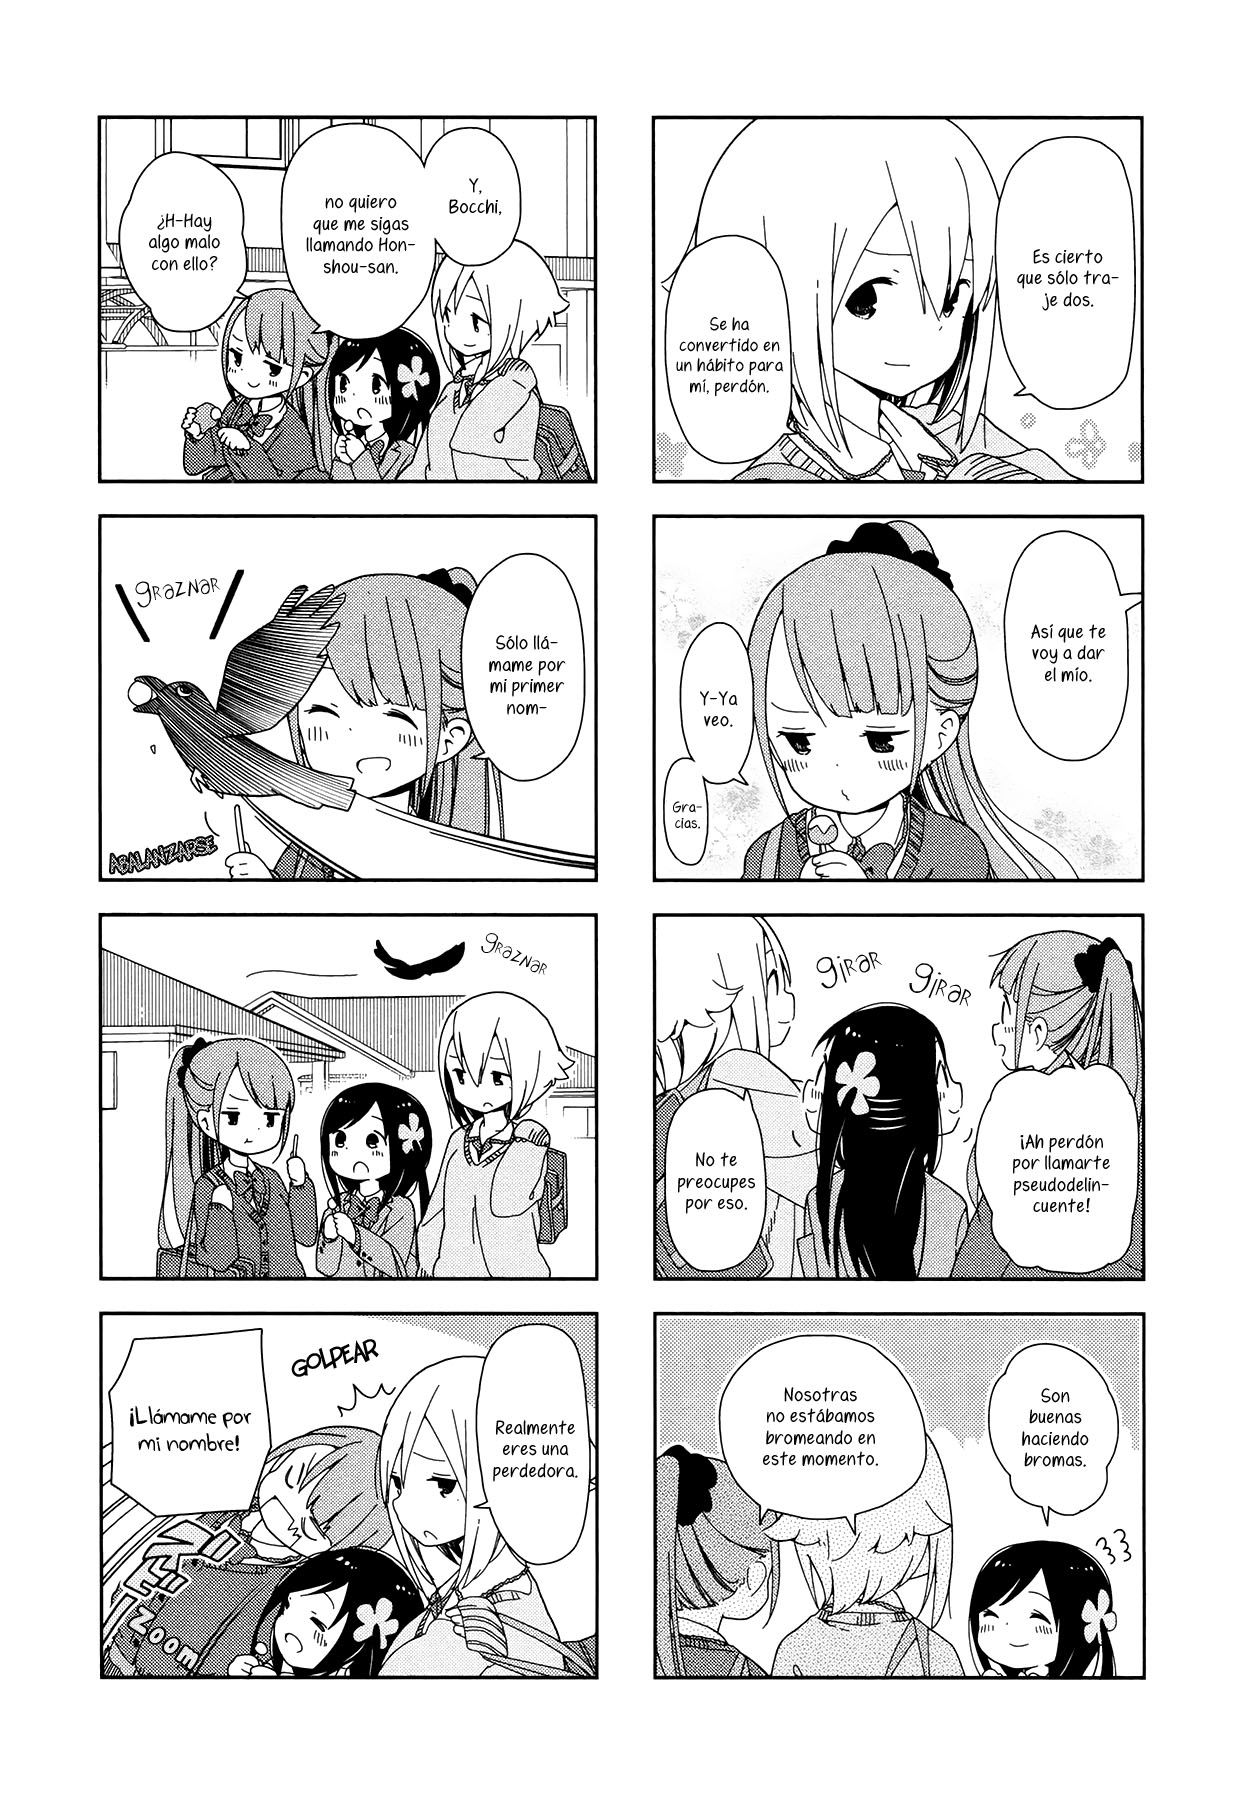 Es cierto
que sólo tra-
je dos.
Se ha
convertido en
un hábito para
mí, perdón.
Así que te
voy a dar
el mío.
Y-Ya
veo.
Gra-
cias.
girar
girar
¡Ah perdón
por llamarte
pseudodelin-
cuente!
No te
preocupes
por eso.
Son
buenas
haciendo
bromas.
Nosotras
no estábamos
bromeando en
este momento.
Y,
Bocchi,
no quiero
que me sigas
llamando Hon-
shou-san.
¿H-Hay
algo malo
con ello?
Sólo llá-
mame por
mi primer
nom-
graznar
ABALANZARSE
graznar
Realmente
eres una
perdedora.
GOLPEAR
¡Llámame por
mi nombre!
zoom